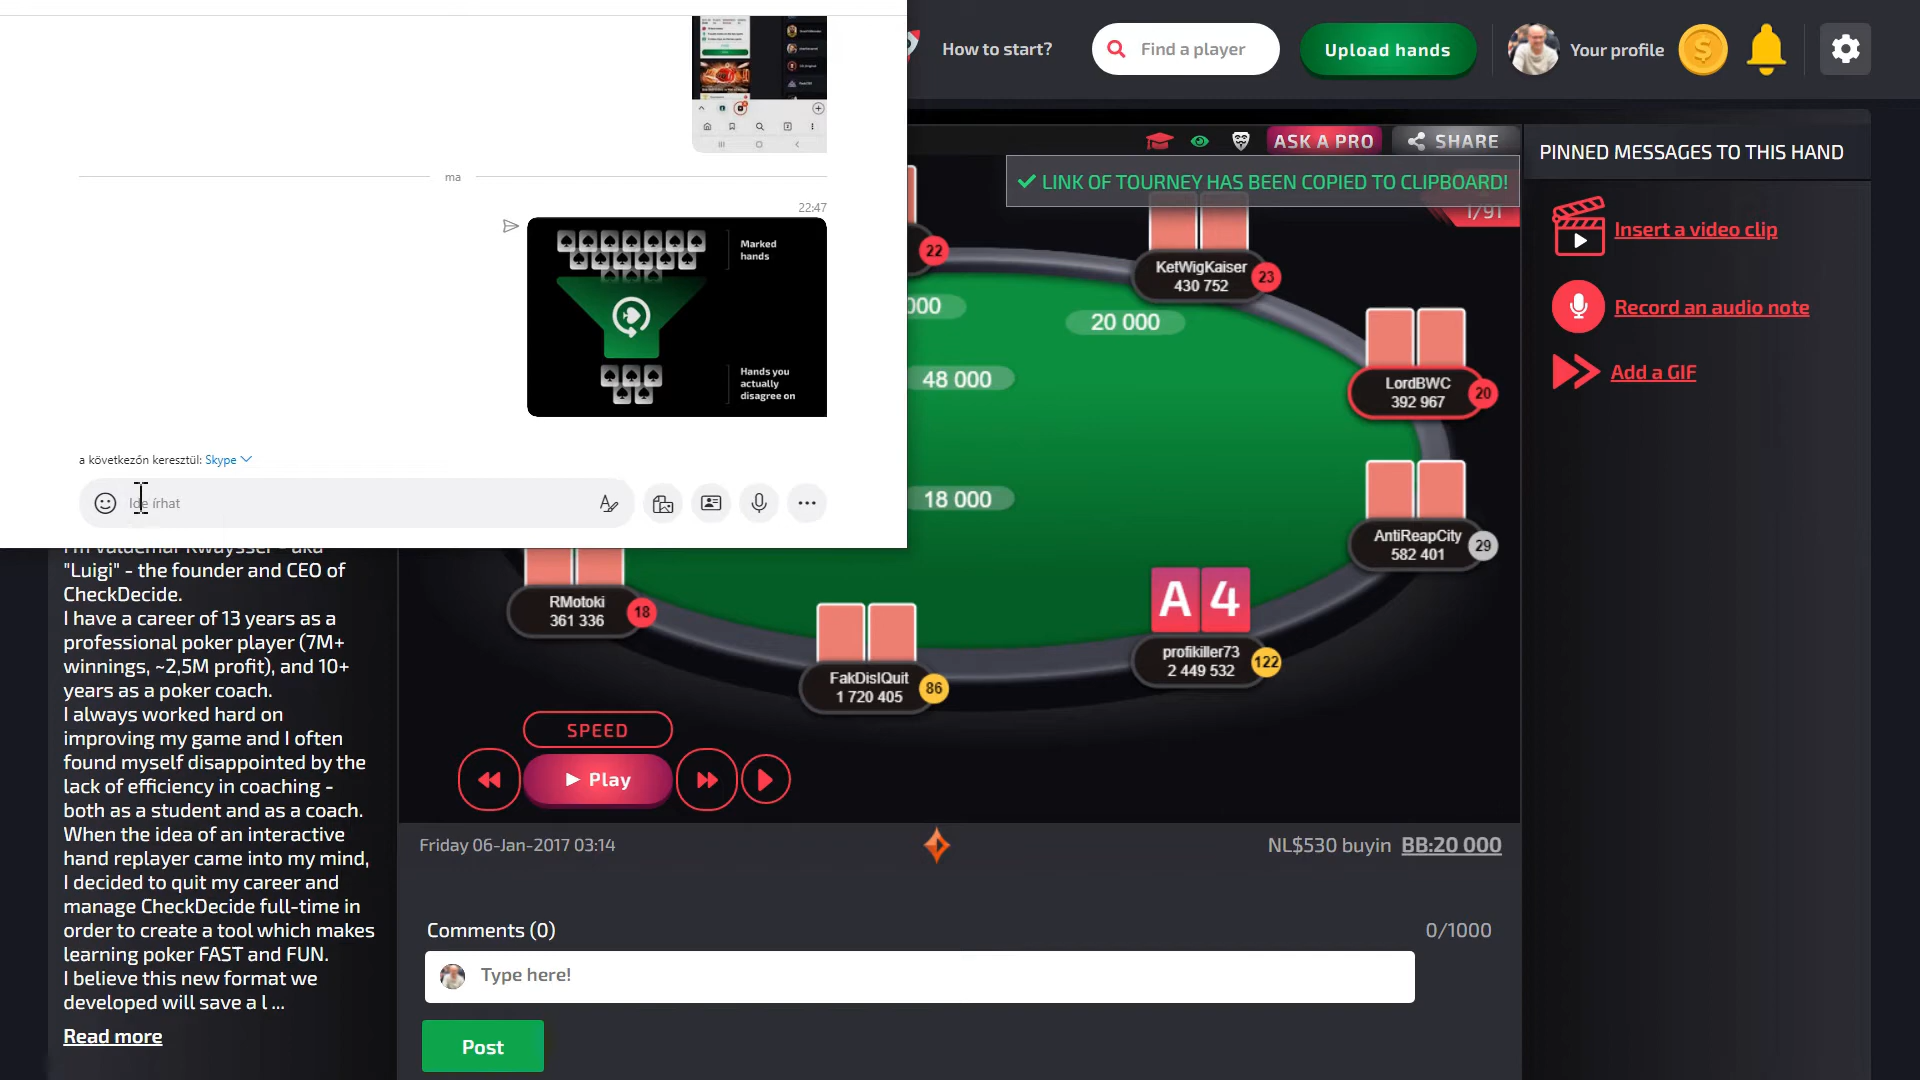 How to start?
Find a player
Upload hands
Your profile
ma
22:47
Marked
hands
Hands you
actually
disagree on
a következőn keresztül: Skype
Ide írhat
ASK A PRO
SHARE
LINK OF TOURNEY HAS BEEN COPIED TO CLIPBOARD!
1/91
PINNED MESSAGES TO THIS HAND
Insert a video clip
Record an audio note
Add a GIF
22
KetWigKaiser
430 752
23
000
20 000
LordBWC
392 967
20
48 000
18 000
AntiReapCity
582 401
29
A 4
profikiller73
2 449 532
122
RMotoki
361 336
18
FakDisIQuit
1 720 405
86
SPEED
Play
Friday 06-Jan-2017 03:14
NL$530 buyin BB:20 000
I'm Valdemar Kwaysser - aka
"Luigi" - the founder and CEO of
CheckDecide.
I have a career of 13 years as a
professional poker player (7M+
winnings, ~2,5M profit), and 10+
years as a poker coach.
I always worked hard on
improving my game and I often
found myself disappointed by the
lack of efficiency in coaching -
both as a student and as a coach.
When the idea of an interactive
hand replayer came into my mind,
I decided to quit my career and
manage CheckDecide full-time in
order to create a tool which makes
learning poker FAST and FUN.
I believe this new format we
developed will save a l ...
Read more
Comments (0)
0/1000
Type here!
Post